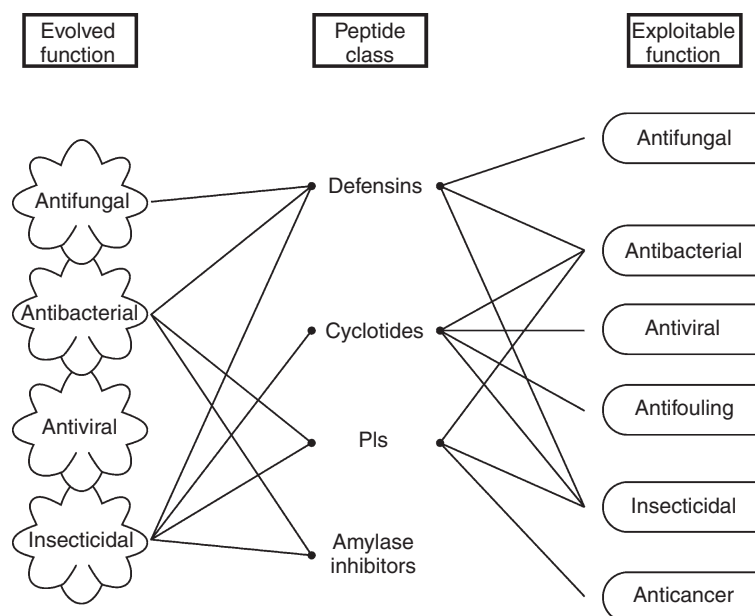 Evolved
function
Peptide
class
Exploitable
function
Antifungal
Antibacterial
Antiviral
Insecticidal
Defensins
Cyclotides
PIs
Amylase
inhibitors
Antifungal
Antibacterial
Antiviral
Antifouling
Insecticidal
Anticancer